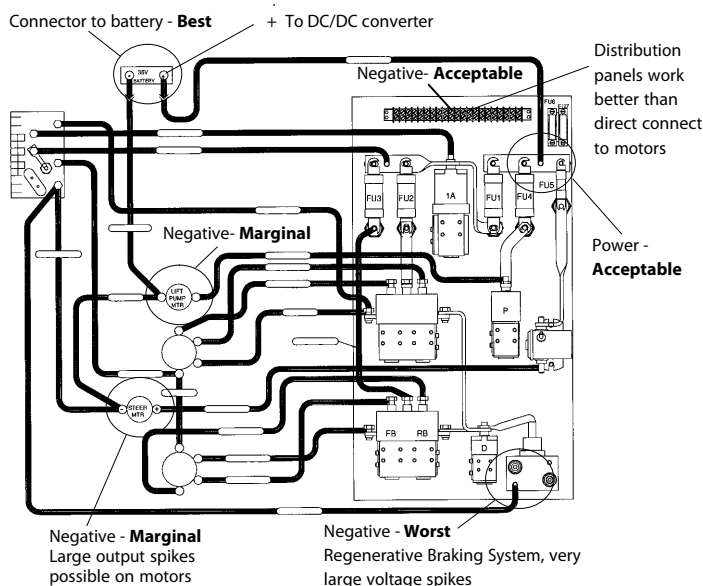 Connector to battery - Best
+ To DC/DC converter
Distribution
panels work
better than
direct connect
to motors
Negative- Acceptable
36V
BATTERY
- +
FU6
FU7
FU3
FU2
1A
FU1
FU4
FU5
Negative- Marginal
Power -
Acceptable
LIFT
PUMP
MTR
P
- STEER +
MTR
FB
RB
D
Negative - Marginal
Large output spikes
possible on motors
Negative - Worst
Regenerative Braking System, very
large voltage spikes